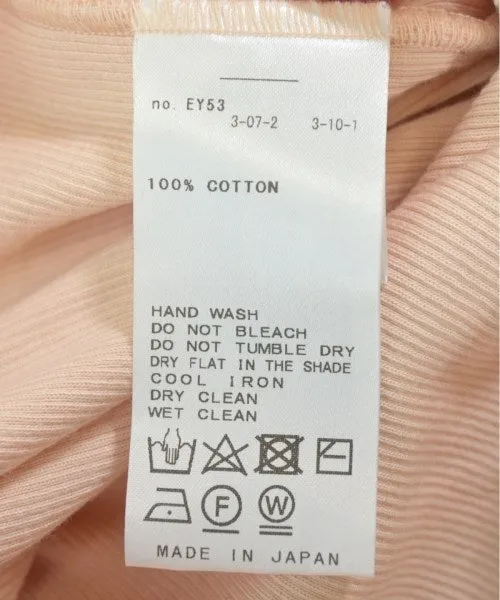 no. EY53
3-07-2 3-10-1
100% COTTON
HAND WASH
DO NOT BLEACH
DO NOT TUMBLE DRY
DRY FLAT IN THE SHADE
COOL IRON
DRY CLEAN
WET CLEAN
F W
MADE IN JAPAN